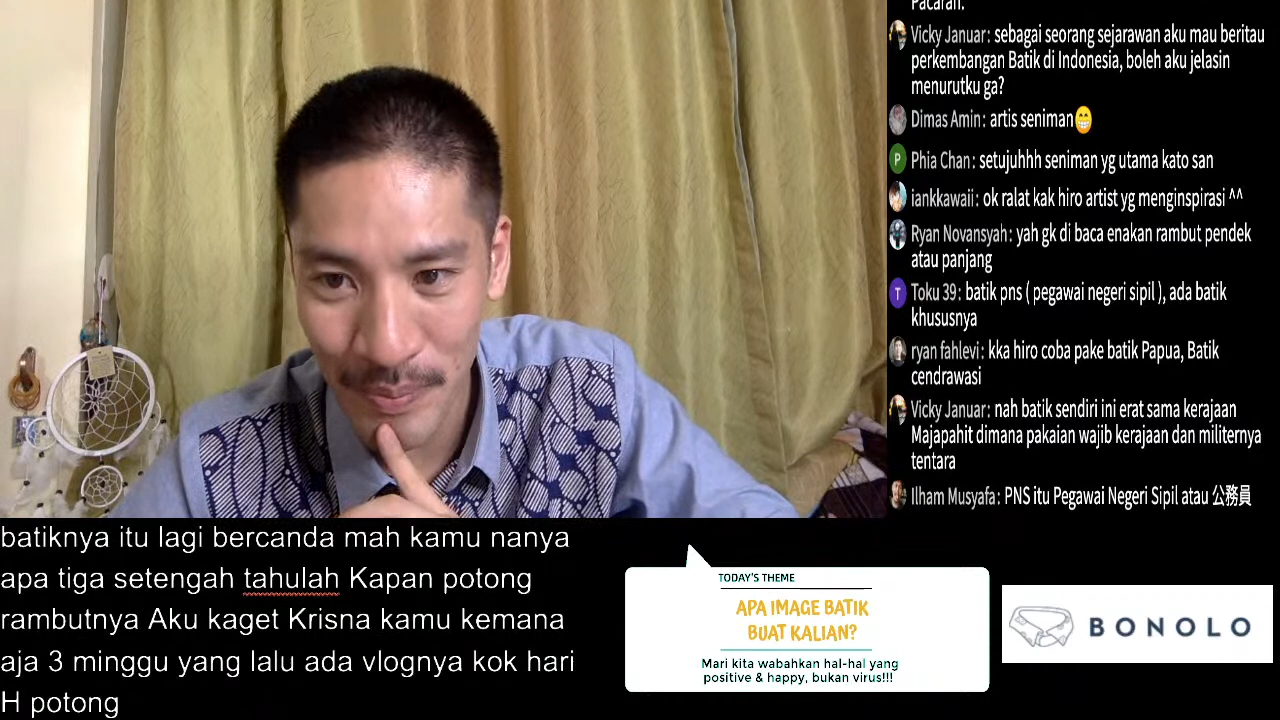 Pacaran.
Vicky Januar: sebagai seorang sejarawan aku mau beritau
perkembangan Batik di Indonesia, boleh aku jelasin
menurutku ga?
Dimas Amin: artis seniman😁
P Phia Chan: setujuhhh seniman yg utama kato san
iankkawaii: ok ralat kak hiro artist yg menginspirasi ^^
Ryan Novansyah: yah gk di baca enakan rambut pendek
atau panjang
T Toku 39: batik pns ( pegawai negeri sipil ), ada batik
khususnya
ryan fahlevi: kka hiro coba pake batik Papua, Batik
cendrawasi
Vicky Januar: nah batik sendiri ini erat sama kerajaan
Majapahit dimana pakaian wajib kerajaan dan militernya
tentara
Ilham Musyafa: PNS itu Pegawai Negeri Sipil atau 公務員
batiknya itu lagi bercanda mah kamu nanya
apa tiga setengah tahulah Kapan potong
rambutnya Aku kaget Krisna kamu kemana
aja 3 minggu yang lalu ada vlognya kok hari
H potong
TODAY'S THEME
APA IMAGE BATIK
BUAT KALIAN?
Mari kita wabahkan hal-hal yang
positive & happy, bukan virus!!!
BONOLO